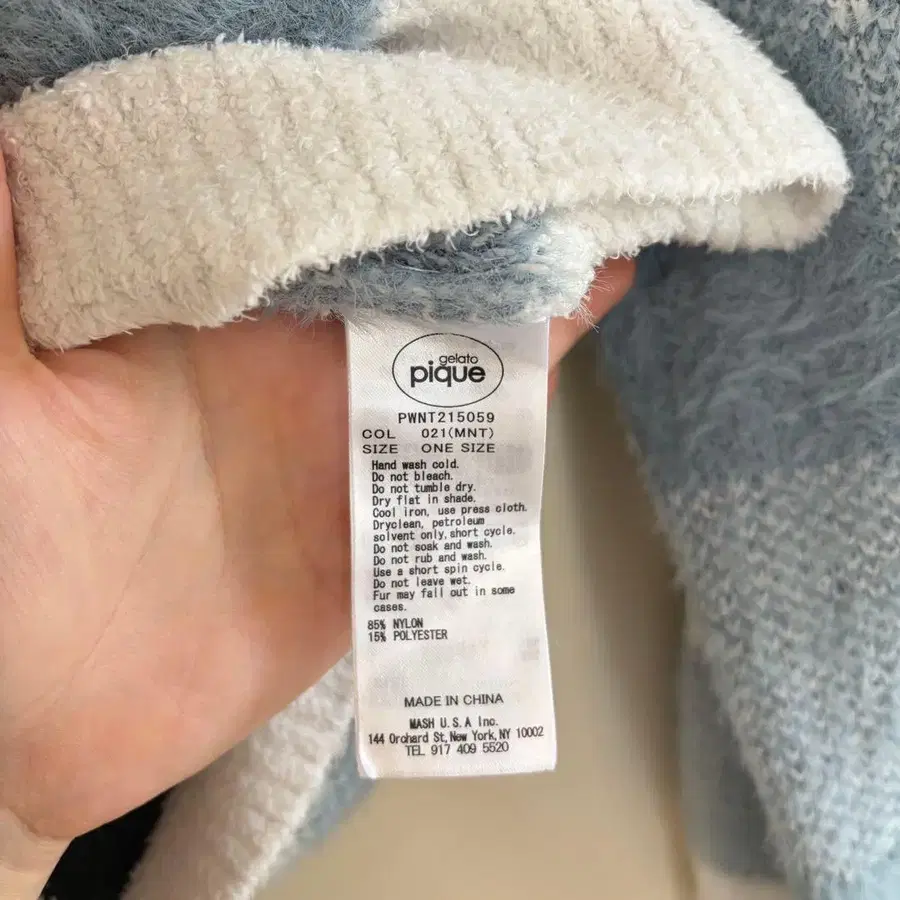 gelato
pique
PWNT215059
COL 021(MNT)
SIZE ONE SIZE
Hand wash cold.
Do not bleach.
Do not tumble dry.
Dry flat in shade.
Cool iron, use press cloth.
Dryclean, petroleum
solvent only, short cycle.
Do not soak and wash.
Do not rub and wash.
Use a short spin cycle.
Do not leave wet.
Fur may fall out in some
cases.
85% NYLON
15% POLYESTER
MADE IN CHINA
MASH U.S.A Inc.
144 Orchard St, New York, NY 10002
TEL 917 409 5520